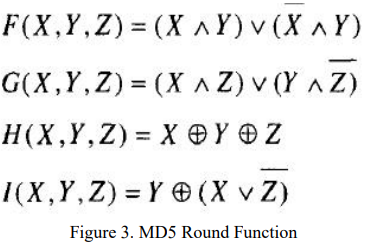 F(X,Y,Z) = (X ∧ Y) ∨ (X̅ ∧ Y)
G(X,Y,Z) = (X ∧ Z) ∨ (Y ∧ Z̅)
H(X,Y,Z) = X ⊕ Y ⊕ Z
I(X,Y,Z) = Y ⊕ (X ∨ Z̅)
Figure 3. MD5 Round Function